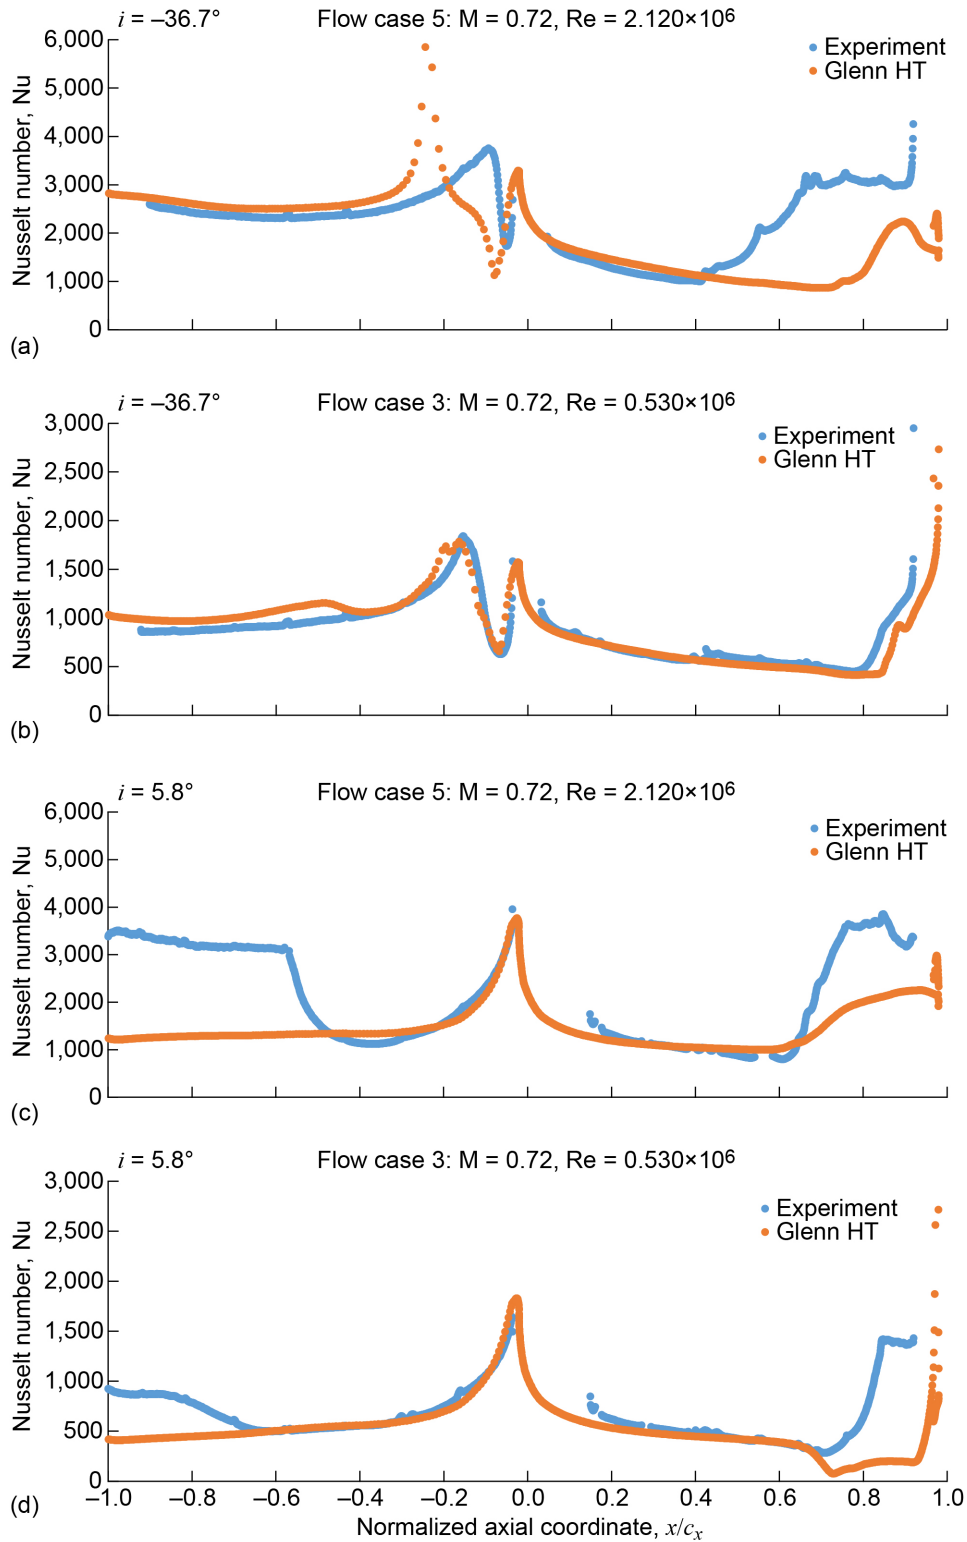 i = –36.7° Flow case 5: M = 0.72, Re = 2.120×10⁶
6,000
5,000
4,000
3,000
2,000
1,000
0
Nusselt number, Nu
Experiment
Glenn HT
(a)
i = –36.7° Flow case 3: M = 0.72, Re = 0.530×10⁶
3,000
2,500
2,000
1,500
1,000
500
0
Nusselt number, Nu
Experiment
Glenn HT
(b)
i = 5.8° Flow case 5: M = 0.72, Re = 2.120×10⁶
6,000
5,000
4,000
3,000
2,000
1,000
0
Nusselt number, Nu
Experiment
Glenn HT
(c)
i = 5.8° Flow case 3: M = 0.72, Re = 0.530×10⁶
3,000
2,500
2,000
1,500
1,000
500
0
Nusselt number, Nu
Experiment
Glenn HT
(d)
–1.0 –0.8 –0.6 –0.4 –0.2 0.0 0.2 0.4 0.6 0.8 1.0
Normalized axial coordinate, x/cₓ